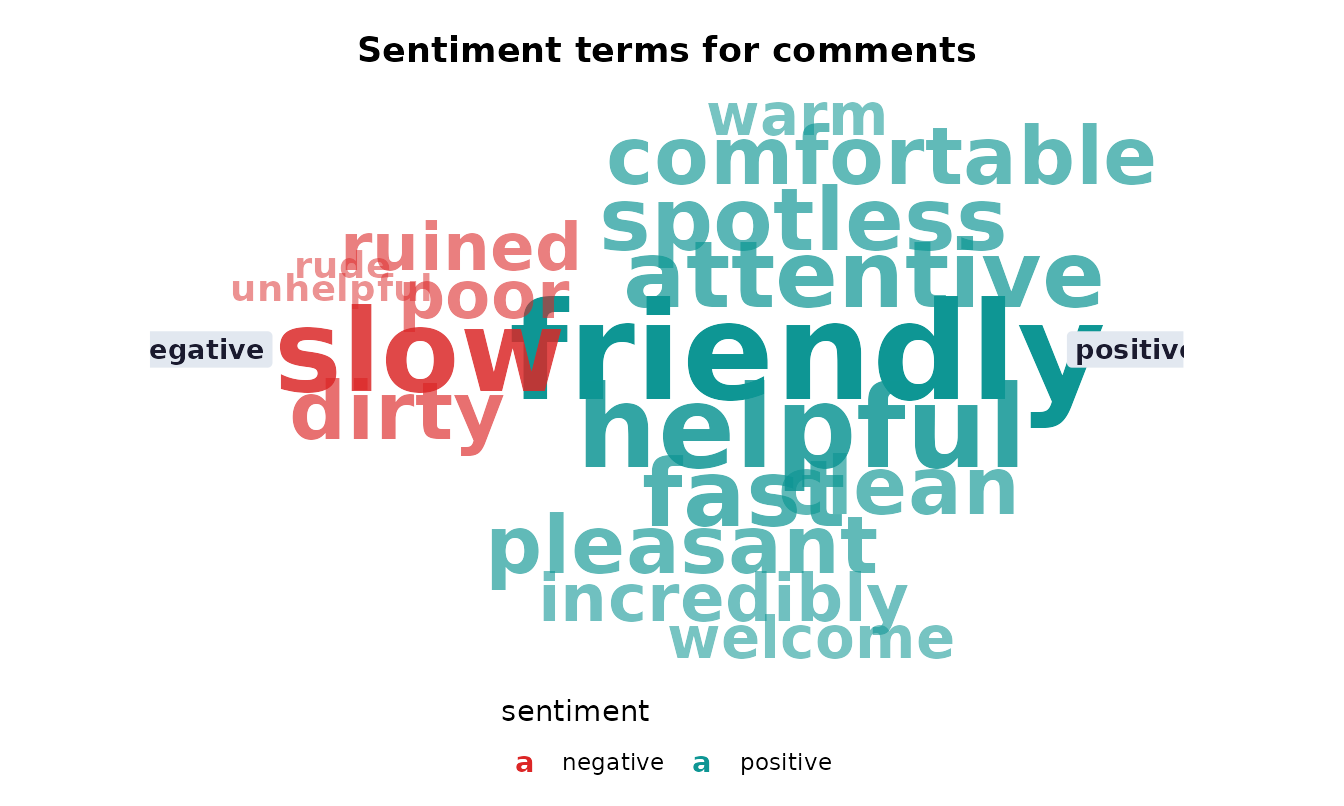 Sentiment terms for comments
warm
comfortable
spotless
ruined
attentive
rude
unhelpful
poor
egative
slow
friendly
positive
dirty
helpful
fast
clean
pleasant
incredibly
welcome
sentiment
a negative a positive